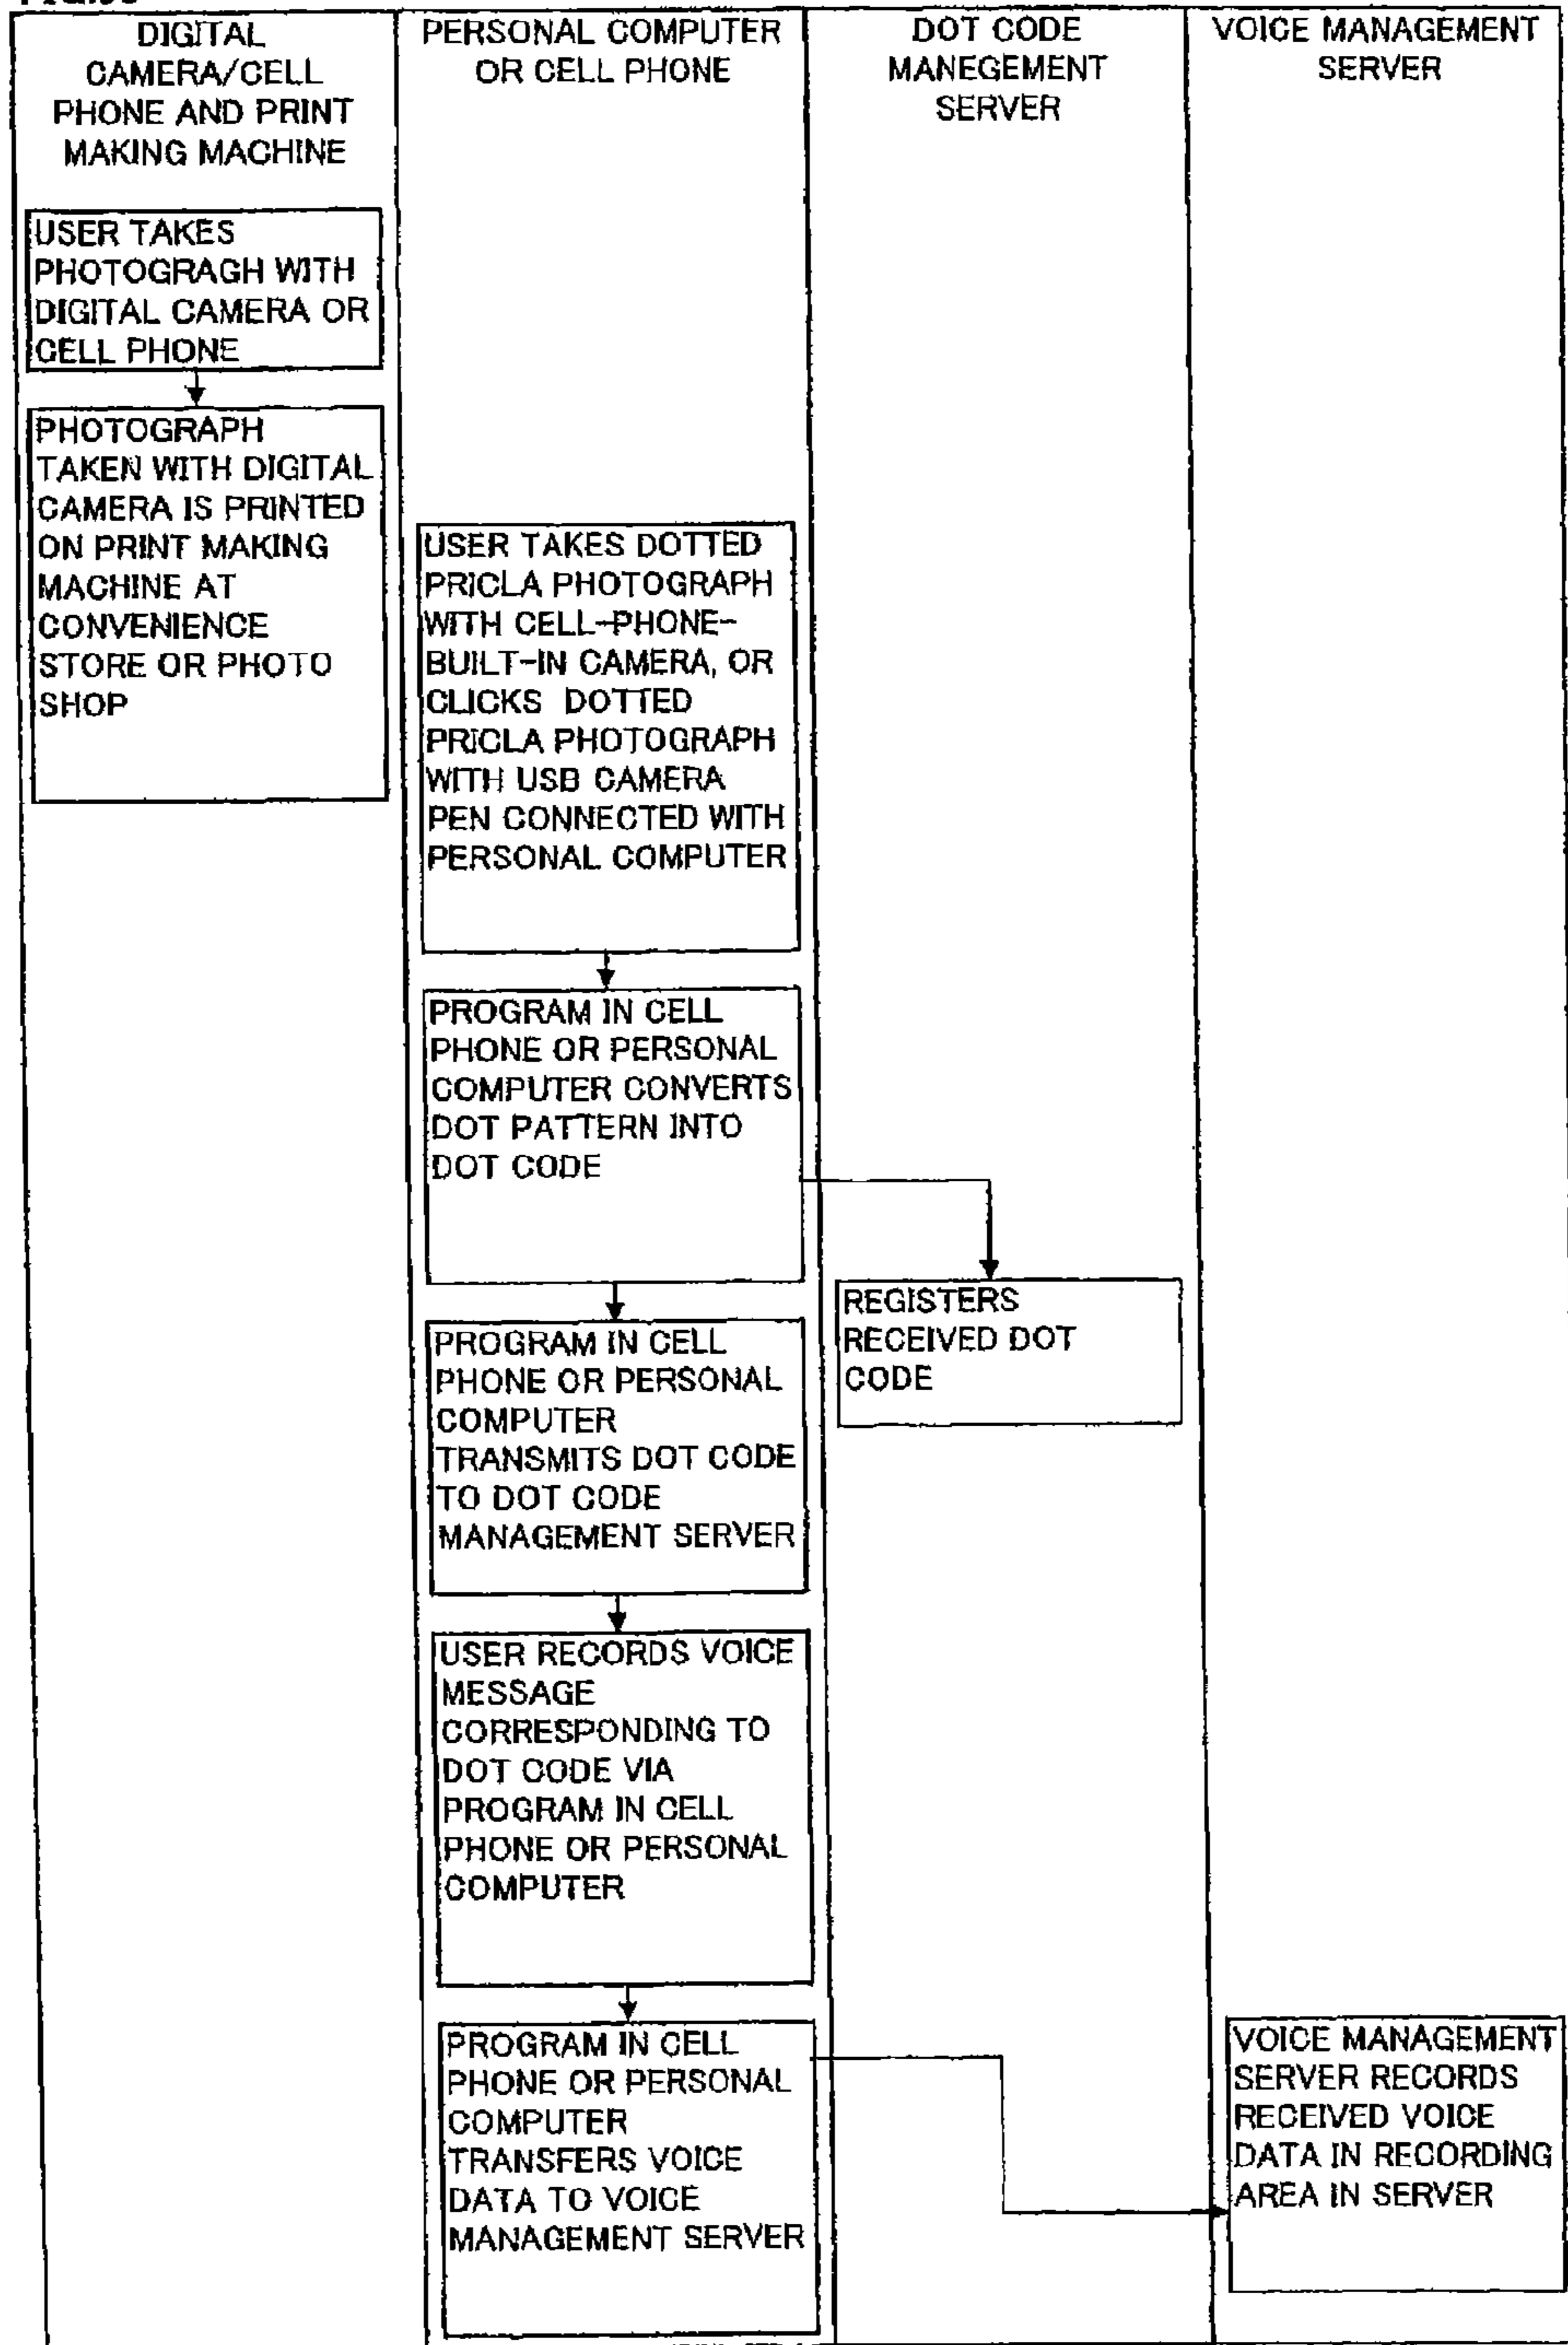 DIGITAL
CAMERA/CELL
PHONE AND PRINT
MAKING MACHINE
PERSONAL COMPUTER
OR CELL PHONE
DOT CODE
MANEGEMENT
SERVER
VOICE MANAGEMENT
SERVER
USER TAKES
PHOTOGRAGH WITH
DIGITAL CAMERA OR
CELL PHONE
PHOTOGRAPH
TAKEN WITH DIGITAL
CAMERA IS PRINTED
ON PRINT MAKING
MACHINE AT
CONVENIENCE
STORE OR PHOTO
SHOP
USER TAKES DOTTED
PRICLA PHOTOGRAPH
WITH CELL-PHONE-
BUILT-IN CAMERA, OR
CLICKS DOTTED
PRICLA PHOTOGRAPH
WITH USB CAMERA
PEN CONNECTED WITH
PERSONAL COMPUTER
PROGRAM IN CELL
PHONE OR PERSONAL
COMPUTER CONVERTS
DOT PATTERN INTO
DOT CODE
REGISTERS
RECEIVED DOT
CODE
PROGRAM IN CELL
PHONE OR PERSONAL
COMPUTER
TRANSMITS DOT CODE
TO DOT CODE
MANAGEMENT SERVER
USER RECORDS VOICE
MESSAGE
CORRESPONDING TO
DOT CODE VIA
PROGRAM IN CELL
PHONE OR PERSONAL
COMPUTER
PROGRAM IN CELL
PHONE OR PERSONAL
COMPUTER
TRANSFERS VOICE
DATA TO VOICE
MANAGEMENT SERVER
VOICE MANAGEMENT
SERVER RECORDS
RECEIVED VOICE
DATA IN RECORDING
AREA IN SERVER